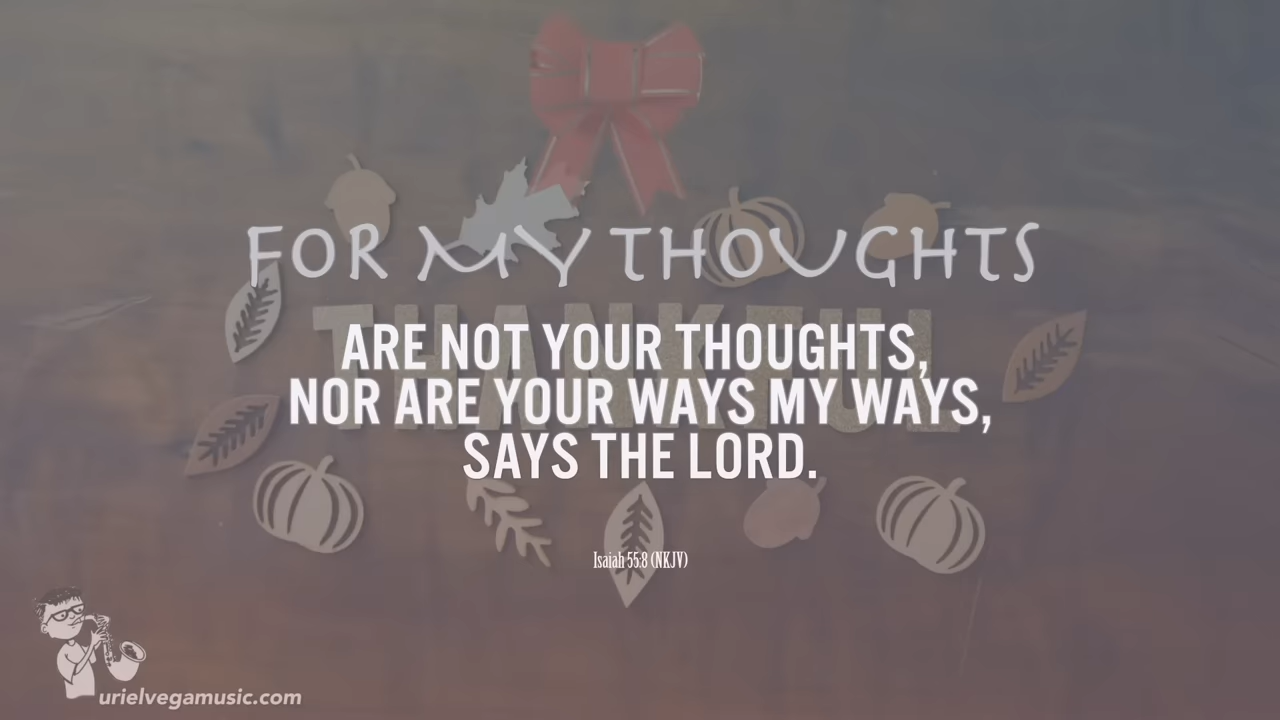 FOR MY THOUGHTS
THANKFUL
ARE NOT YOUR THOUGHTS,
NOR ARE YOUR WAYS MY WAYS,
SAYS THE LORD.
Isaiah 55:8 (NKJV)
urielvegamusic.com